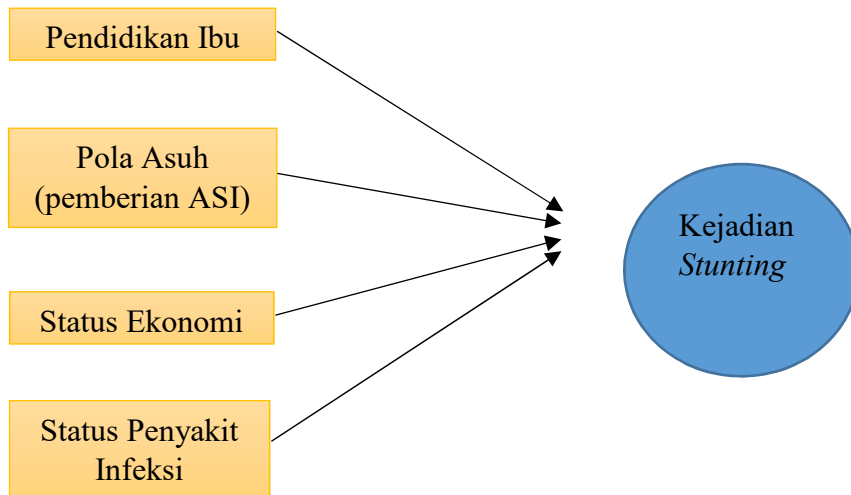 Pendidikan Ibu
Pola Asuh
(pemberian ASI)
Status Ekonomi
Status Penyakit
Infeksi
Kejadian
Stunting